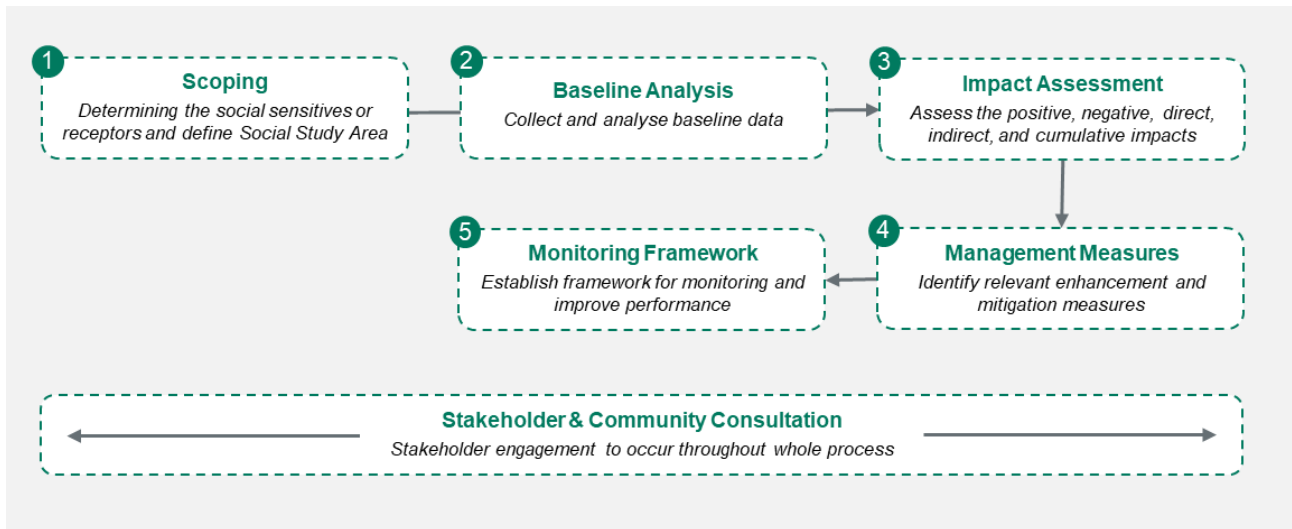 1
Scoping
Determining the social sensitives or
receptors and define Social Study Area
2
Baseline Analysis
Collect and analyse baseline data
3
Impact Assessment
Assess the positive, negative, direct,
indirect, and cumulative impacts
4
Management Measures
Identify relevant enhancement and
mitigation measures
5
Monitoring Framework
Establish framework for monitoring and
improve performance
Stakeholder & Community Consultation
Stakeholder engagement to occur throughout whole process